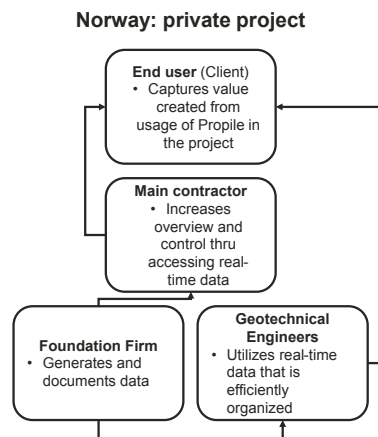 Norway: private project
End user (Client)
• Captures value
created from
usage of Propile in
the project
Main contractor
• Increases
overview and
control thru
accessing real-
time data
Foundation Firm
• Generates and
documents data
Geotechnical
Engineers
• Utilizes real-time
data that is
efficiently
organized